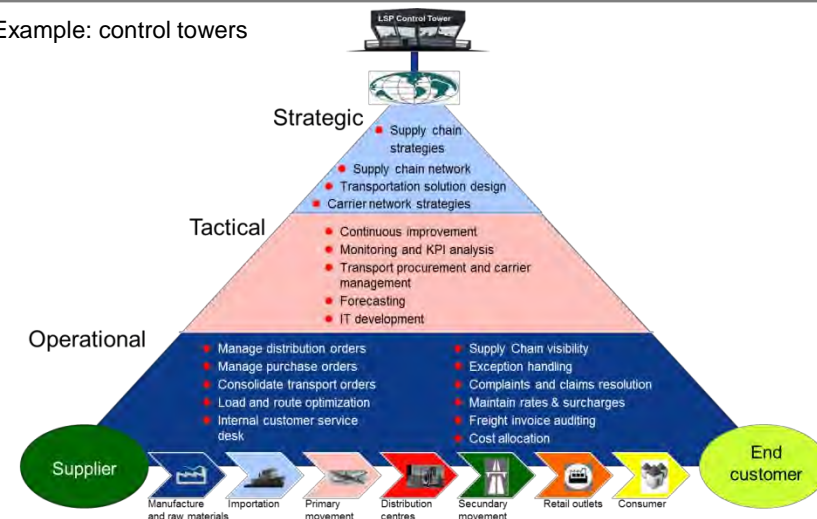 Example: control towers
LSP Control Tower
Strategic
Supply chain
strategies
Supply chain network
Transportation solution design
Carrier network strategies
Tactical
Continuous improvement
Monitoring and KPI analysis
Transport procurement and carrier
management
Forecasting
IT development
Operational
Manage distribution orders
Manage purchase orders
Consolidate transport orders
Load and route optimization
Internal customer service
desk
Supply Chain visibility
Exception handling
Complaints and claims resolution
Maintain rates & surcharges
Freight invoice auditing
Cost allocation
Supplier
End
customer
Manufacture
and raw materials
Importation
Primary
movement
Distribution
centres
Secundary
movement
Retail outlets
Consumer